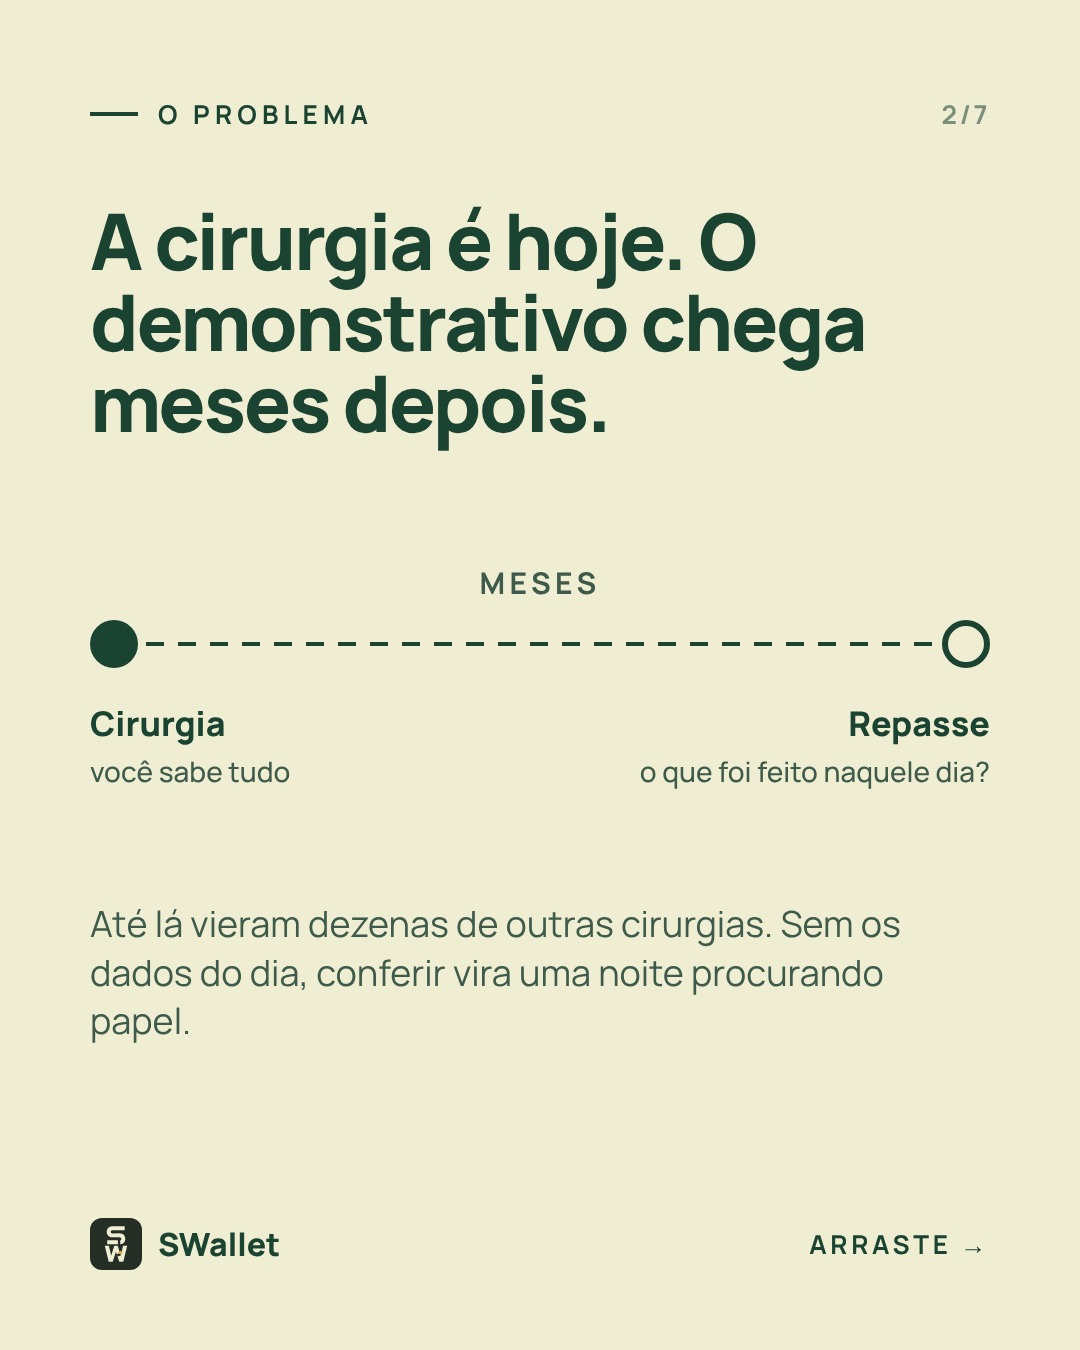 O PROBLEMA
2/7
A cirurgia é hoje. O
demonstrativo chega
meses depois.
MESES
Cirurgia
você sabe tudo
Repasse
o que foi feito naquele dia?
Até lá vieram dezenas de outras cirurgias. Sem os
dados do dia, conferir vira uma noite procurando
papel.
SW
SWallet
ARRASTE →